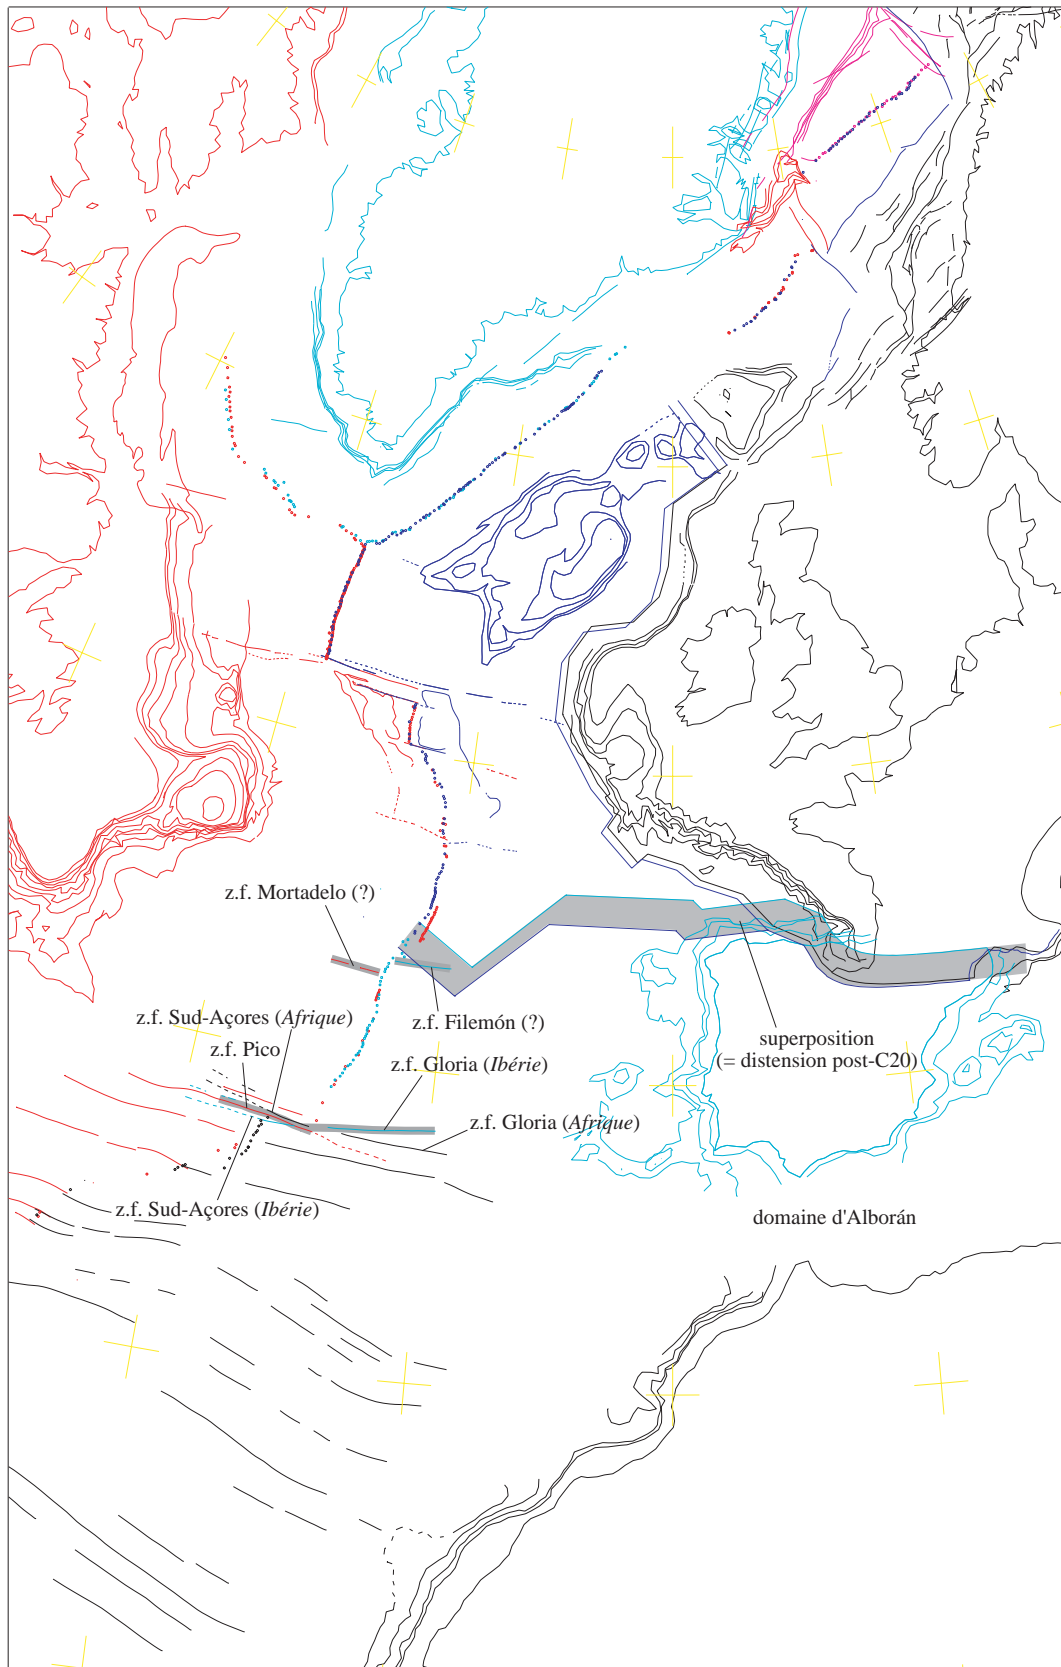 z.f. Mortadelo (?)
z.f. Sud-Açores (Afrique)
z.f. Filemón (?)
z.f. Pico
superposition
(= distension post-C20)
z.f. Gloria (Ibérie)
z.f. Gloria (Afrique)
z.f. Sud-Açores (Ibérie)
domaine d'Alborán